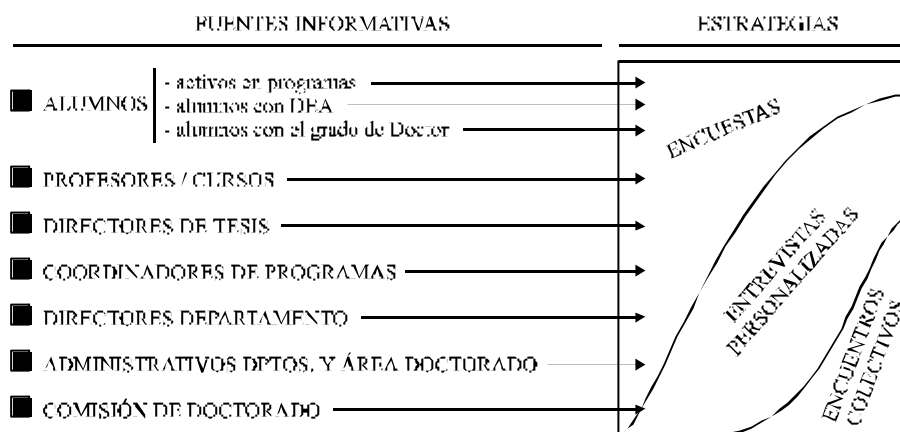 FUENTES INFORMATIVAS
ESTRATEGIAS
ALUMNOS
- activos en programas
- alumnos con DEA
- alumnos con el grado de Doctor
PROFESORES / CURSOS
DIRECTORES DE TESIS
COORDINADORES DE PROGRAMAS
DIRECTORES DEPARTAMENTO
ADMINISTRATIVOS DPTOS. Y ÁREA DOCTORADO
COMISIÓN DE DOCTORADO
ENCUESTAS
ENTREVISTAS
PERSONALIZADAS
ENCUENTROS
COLECTIVOS